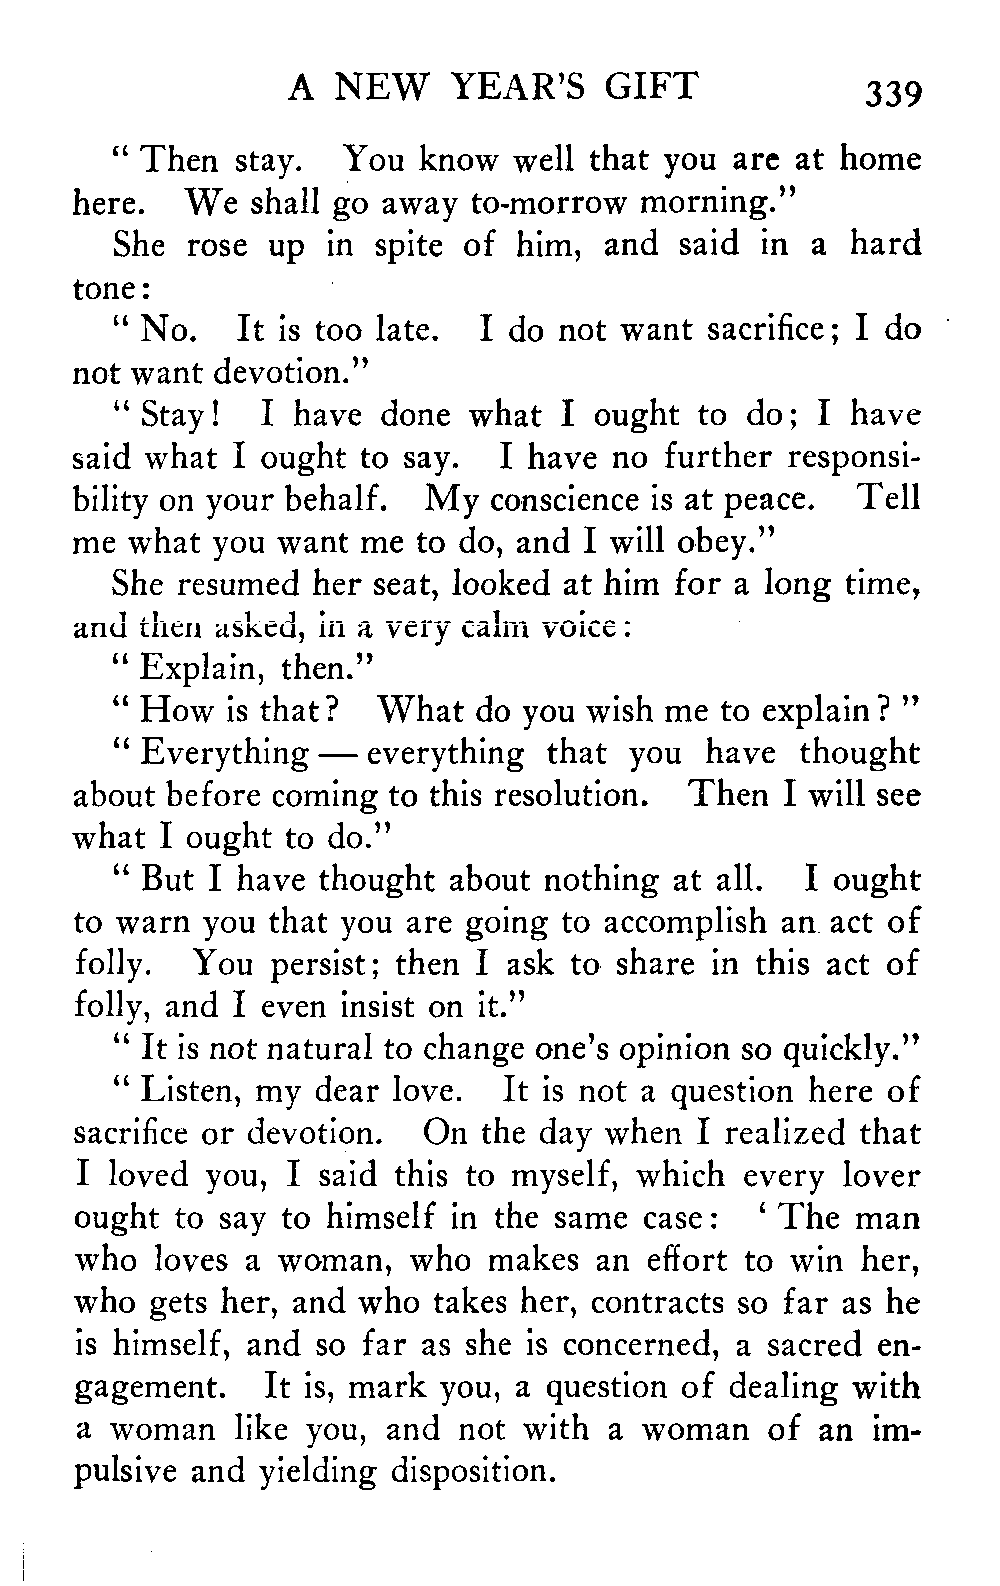 A NEW YEAR'S GIFT 339
" Then stay. You know well that you are at home
here. We shall go away to-morrow morning."
She rose up in spite of him, and said in a hard
tone:
" No. It is too late. I do not want sacrifice; I do
not want devotion."
" Stay! I have done what I ought to do; I have
said what I ought to say. I have no further responsi-
bility on your behalf. My conscience is at peace. Tell
me what you want me to do, and I will obey."
She resumed her seat, looked at him for a long time,
and then asked, in a very calm voice:
" Explain, then."
" How is that? What do you wish me to explain? "
" Everything — everything that you have thought
about before coming to this resolution. Then I will see
what I ought to do."
" But I have thought about nothing at all. I ought
to warn you that you are going to accomplish an act of
folly. You persist; then I ask to share in this act of
folly, and I even insist on it."
" It is not natural to change one's opinion so quickly."
" Listen, my dear love. It is not a question here of
sacrifice or devotion. On the day when I realized that
I loved you, I said this to myself, which every lover
ought to say to himself in the same case: ' The man
who loves a woman, who makes an effort to win her,
who gets her, and who takes her, contracts so far as he
is himself, and so far as she is concerned, a sacred en-
gagement. It is, mark you, a question of dealing with
a woman like you, and not with a woman of an im-
pulsive and yielding disposition.